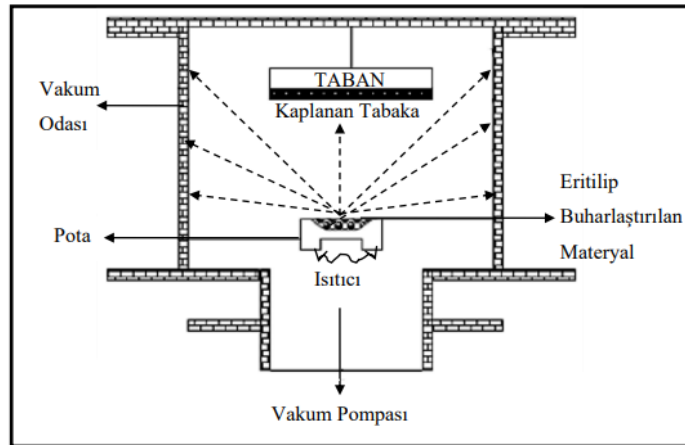 TABAN
Kaplanan Tabaka
Vakum
Odası
Eritilip
Buharlaştırılan
Materyal
Pota
Isıtıcı
Vakum Pompası